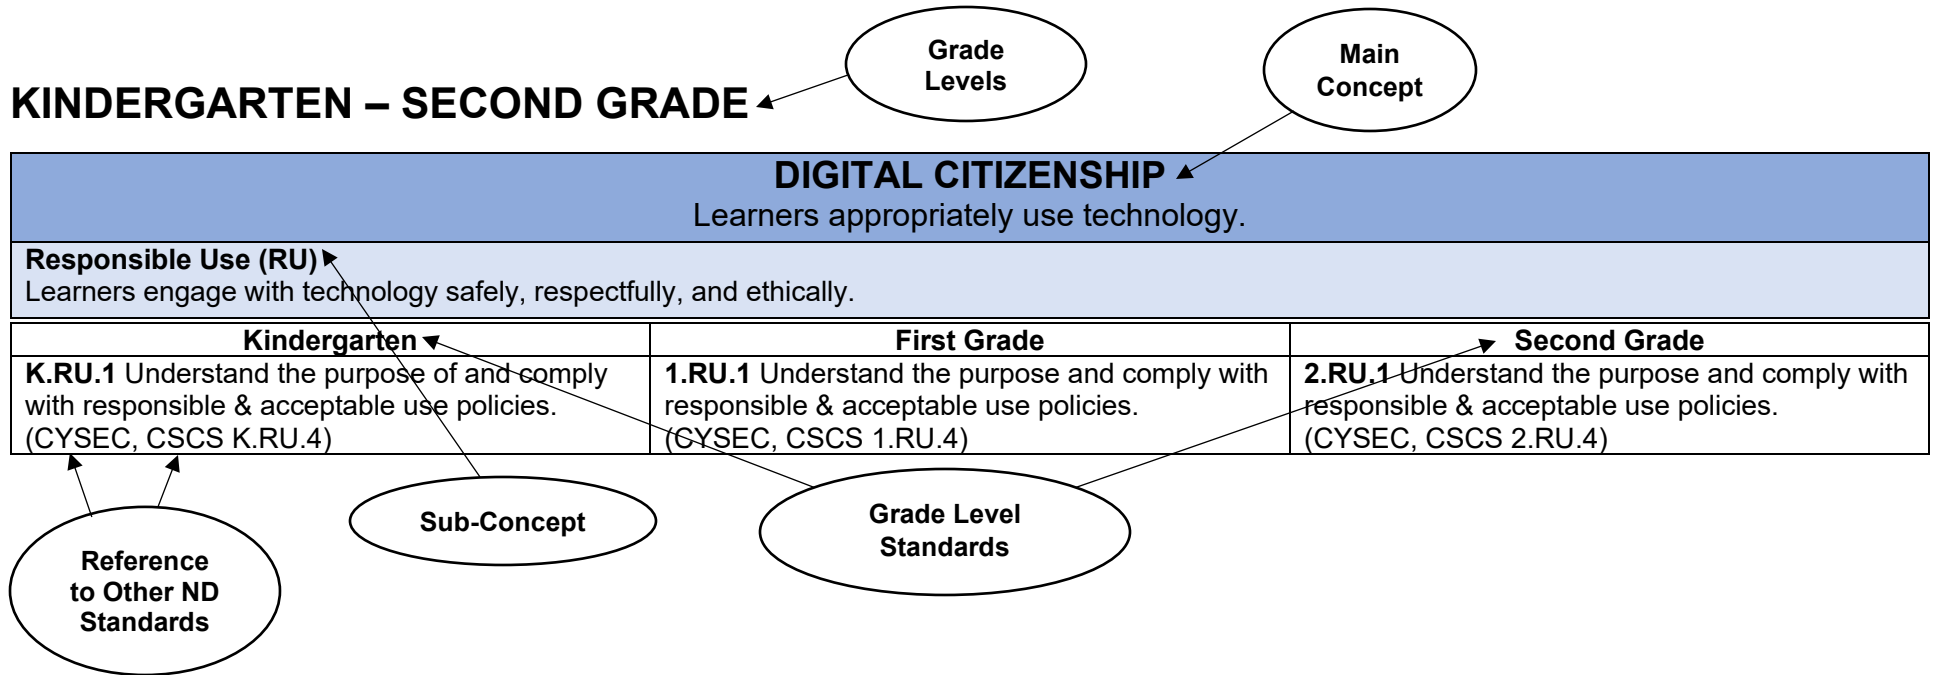 Grade
Levels
Main
Concept
KINDERGARTEN – SECOND GRADE
DIGITAL CITIZENSHIP
Learners appropriately use technology.
Responsible Use (RU)
Learners engage with technology safely, respectfully, and ethically.
Kindergarten
K.RU.1 Understand the purpose of and comply
with responsible & acceptable use policies.
(CYSEC, CSCS K.RU.4)
First Grade
1.RU.1 Understand the purpose and comply with
responsible & acceptable use policies.
(CYSEC, CSCS 1.RU.4)
Second Grade
2.RU.1 Understand the purpose and comply with
responsible & acceptable use policies.
(CYSEC, CSCS 2.RU.4)
Reference
to Other ND
Standards
Sub-Concept
Grade Level
Standards